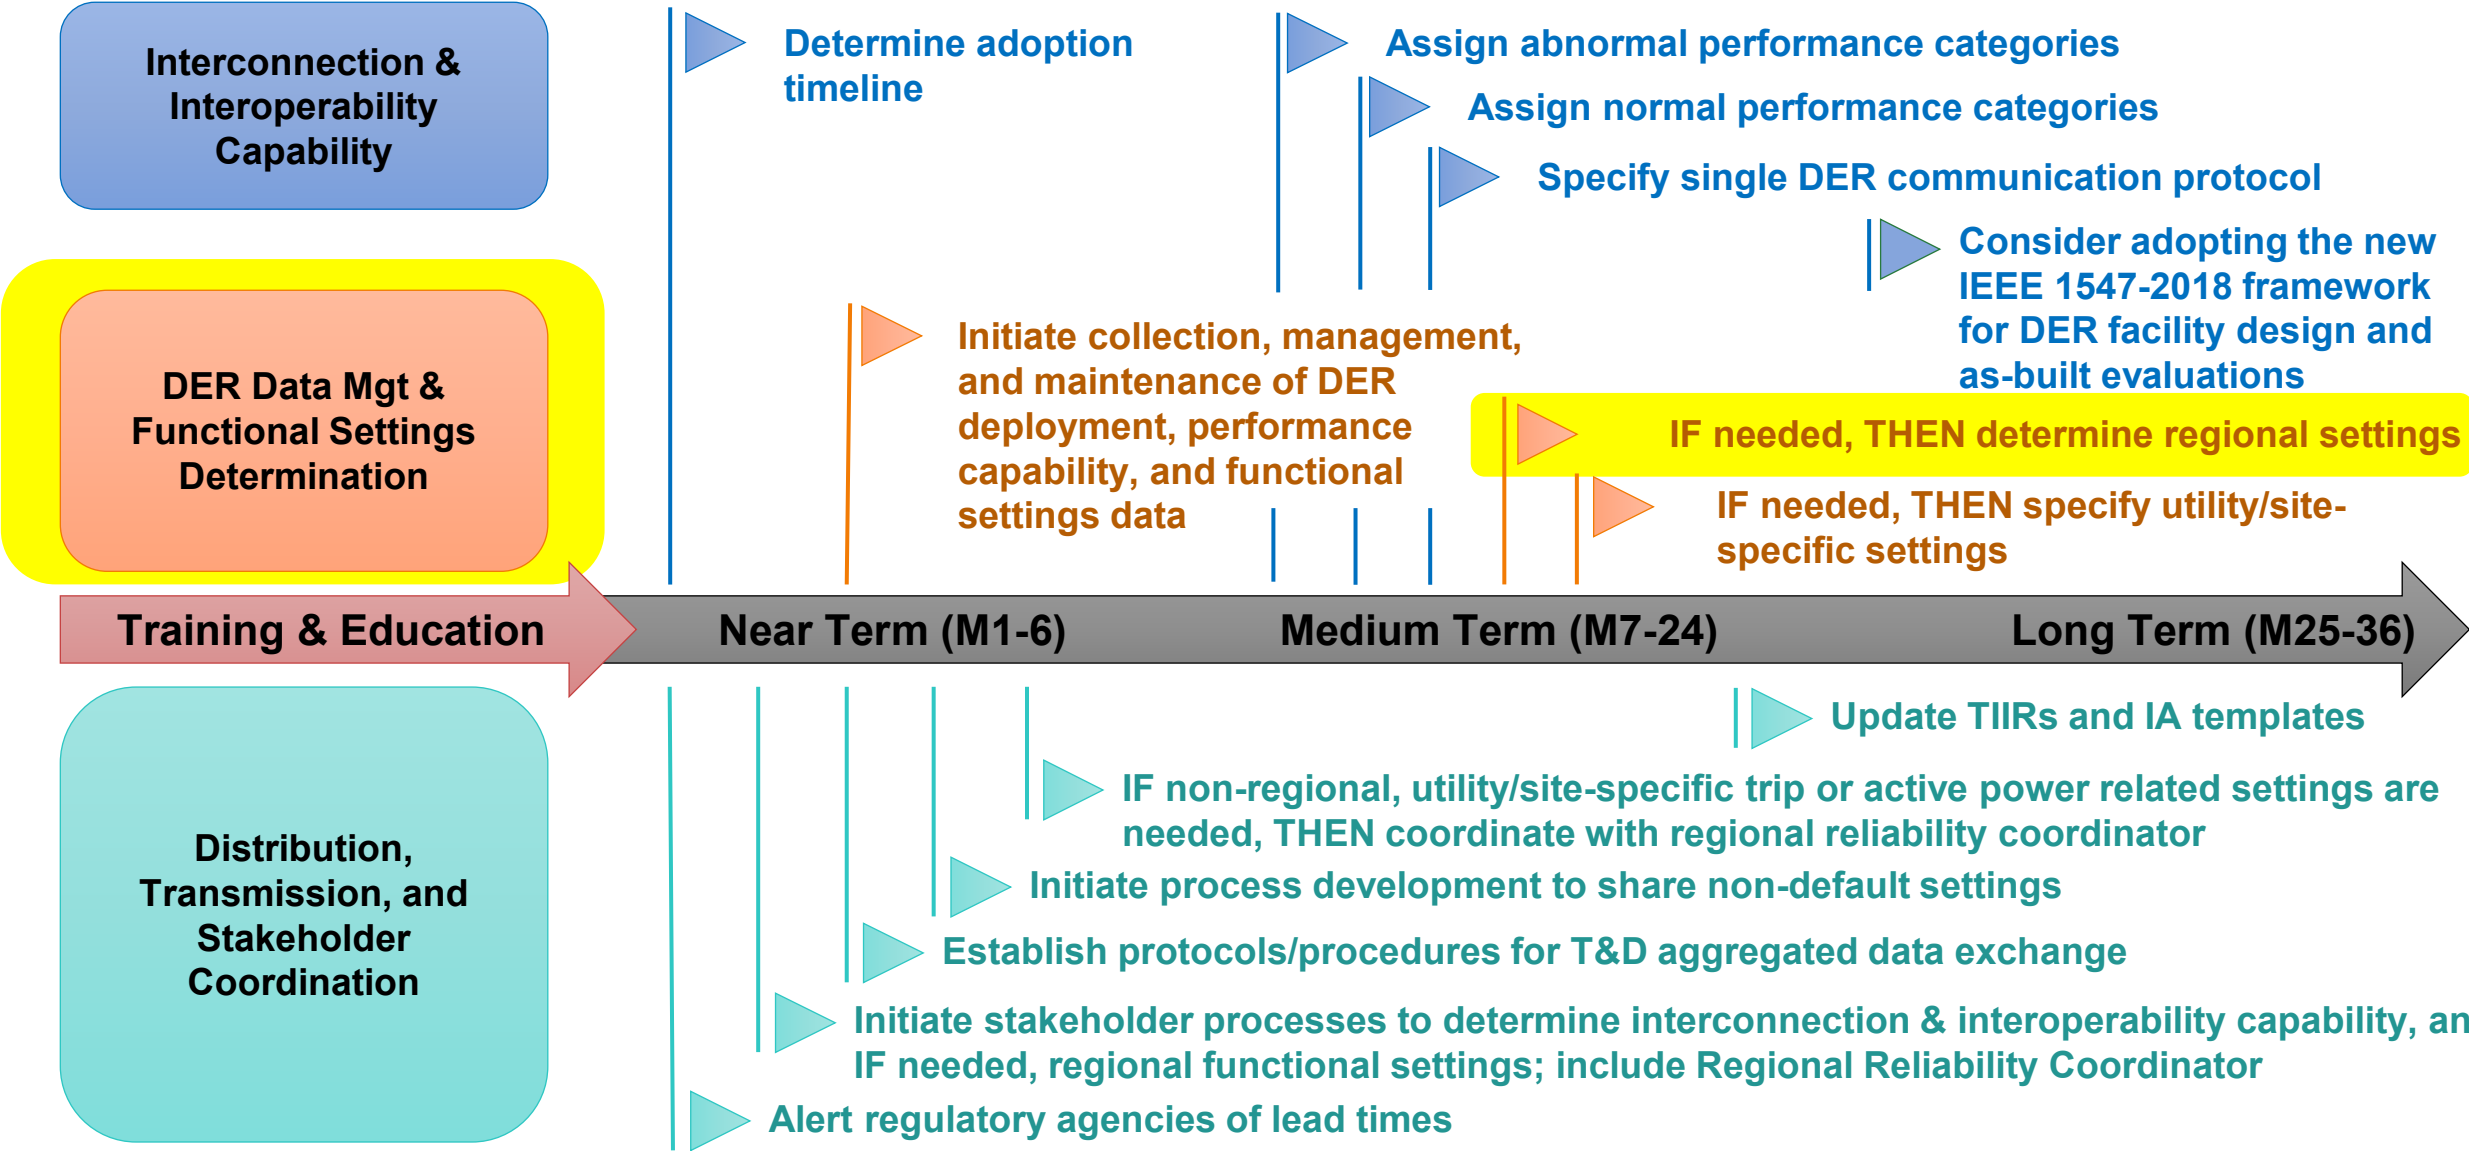 Interconnection &
Interoperability
Capability
Determine adoption
timeline
Assign abnormal performance categories
Assign normal performance categories
Specify single DER communication protocol
Consider adopting the new
IEEE 1547-2018 framework
for DER facility design and
as-built evaluations
DER Data Mgt &
Functional Settings
Determination
Initiate collection, management,
and maintenance of DER
deployment, performance
capability, and functional
settings data
IF needed, THEN determine regional settings
IF needed, THEN specify utility/site-
specific settings
Training & Education
Near Term (M1-6)
Medium Term (M7-24)
Long Term (M25-36)
Distribution,
Transmission, and
Stakeholder
Coordination
Update TIIRs and IA templates
IF non-regional, utility/site-specific trip or active power related settings are
needed, THEN coordinate with regional reliability coordinator
Initiate process development to share non-default settings
Establish protocols/procedures for T&D aggregated data exchange
Initiate stakeholder processes to determine interconnection & interoperability capability, an
IF needed, regional functional settings; include Regional Reliability Coordinator
Alert regulatory agencies of lead times